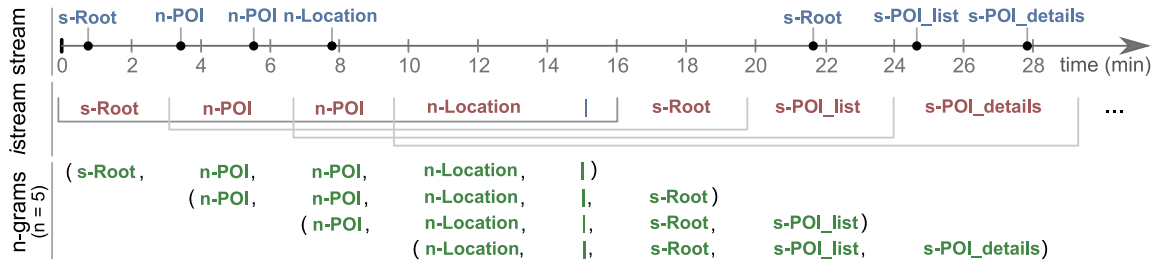 s-Root n-POI n-POI n-Location s-Root s-POI_list s-POI_details
stream
0 2 4 6 8 10 12 14 16 18 20 22 24 26 28 time (min)
istream
s-Root n-POI n-POI n-Location | s-Root s-POI_list s-POI_details ...
n-grams
(n = 5)
(s-Root, n-POI, n-POI, n-Location, |)
(n-POI, n-POI, n-Location, |, s-Root)
(n-POI, n-Location, |, s-Root, s-POI_list)
(n-Location, |, s-Root, s-POI_list, s-POI_details)